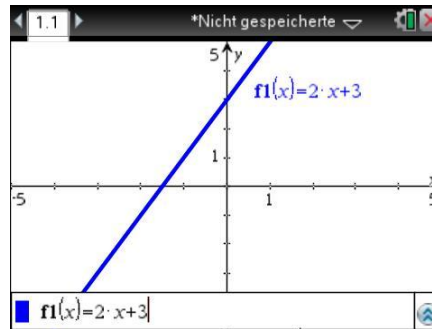 1.1 *Nicht gespeicherte
5 y
f1(x)=2·x+3
1
-5 1 5
f1(x)=2·x+3